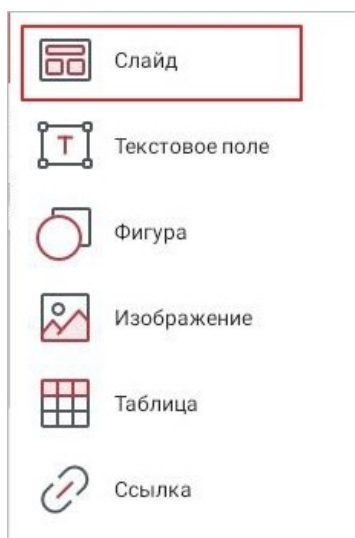 Слайд
Текстовое поле
Фигура
Изображение
Таблица
Ссылка